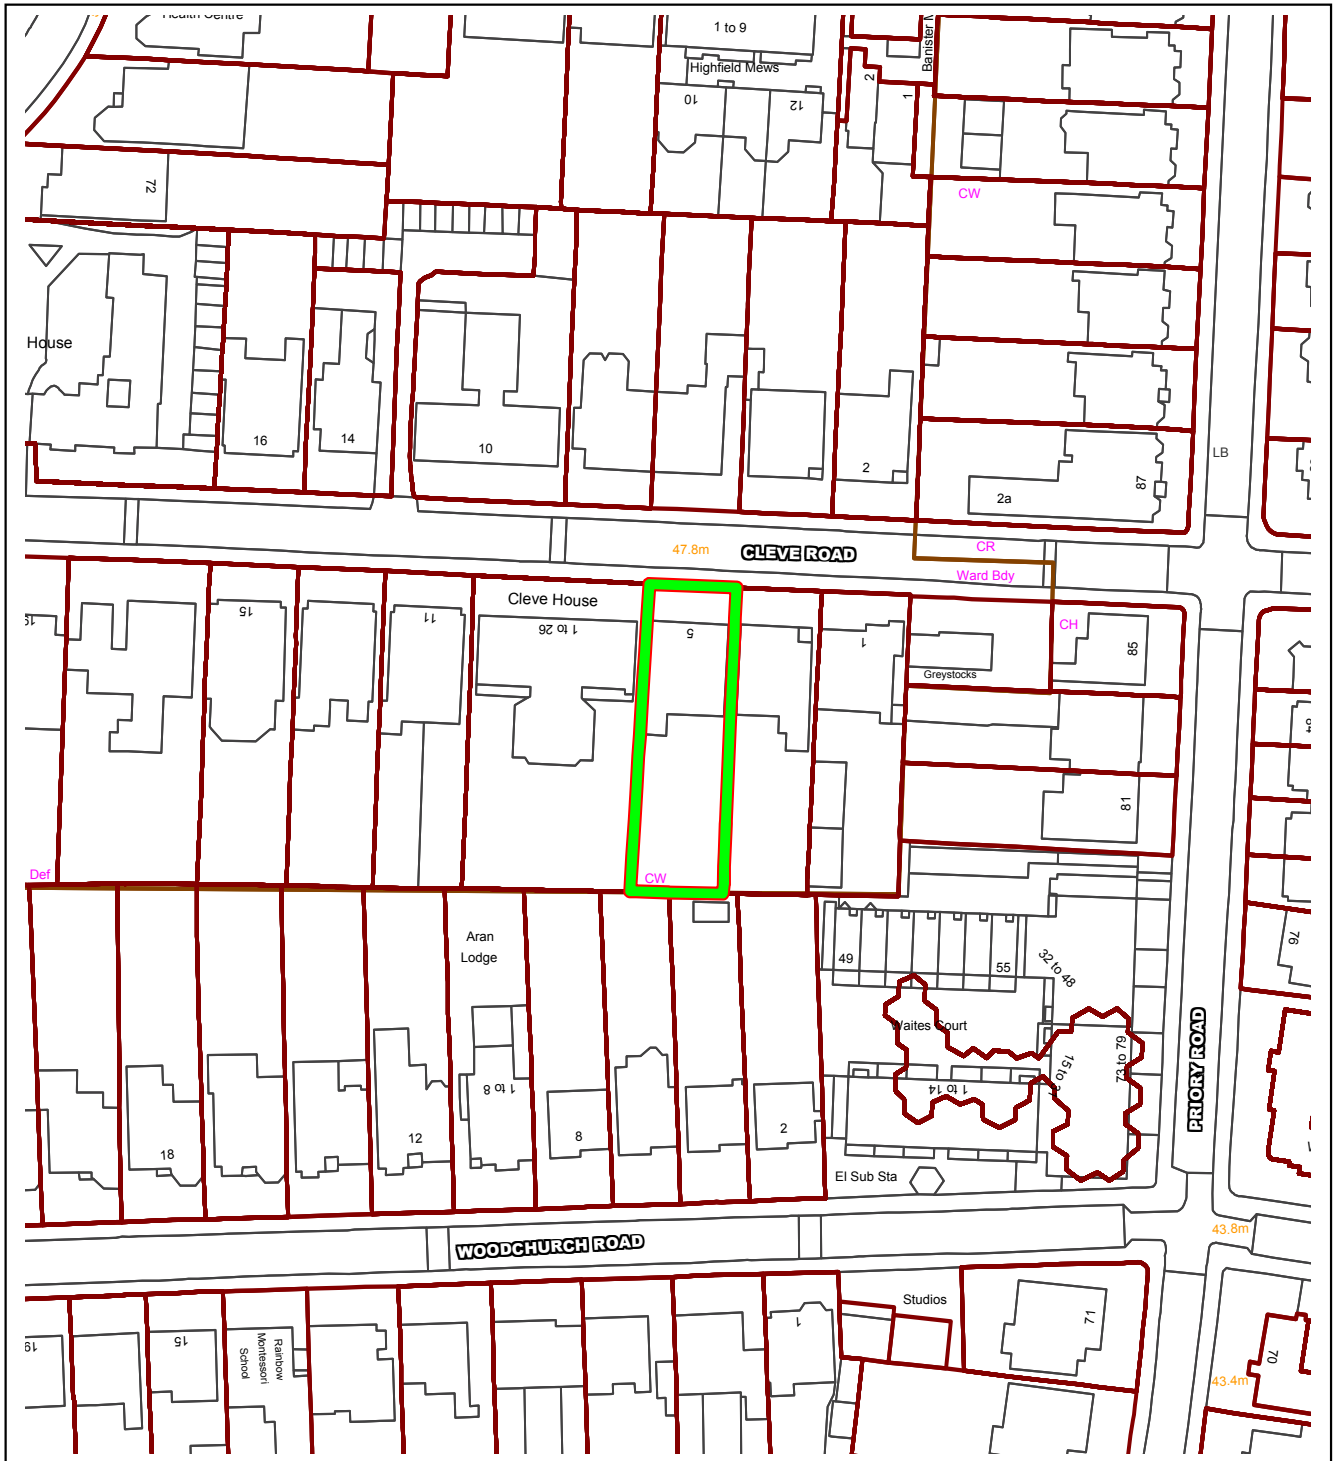 Health Centre
1 to 9
Highfield Mews
10
12
2
1
CW
72
House
16
14
10
2
2a
87
LB
47.8m
CLEVE ROAD
CR
Ward Bdy
CH
Cleve House
15
11
1 to 26
5
1
Greystocks
85
84
81
Def
CW
Aran
Lodge
49
55
32 to 48
76
Waites Court
73 to 79
1 to 14
1 to 8
18
12
8
2
El Sub Sta
PRIORY ROAD
WOODCHURCH ROAD
43.8m
Studios
71
15
Rainbow
Montessori
School
1
70
43.4m